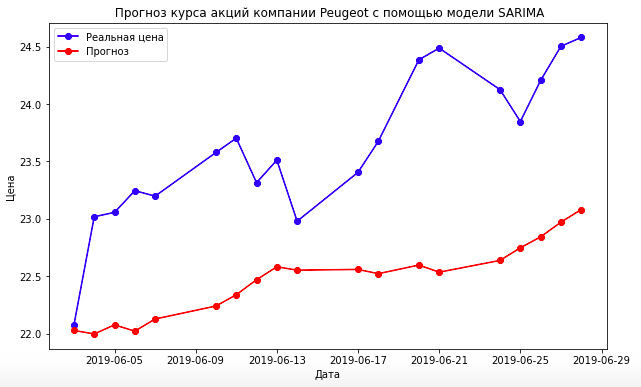 Прогноз курса акций компании Peugeot с помощью модели SARIMA
Реальная цена
Прогноз
Цена
24.5
24.0
23.5
23.0
22.5
22.0
2019-06-05
2019-06-09
2019-06-13
2019-06-17
2019-06-21
2019-06-25
2019-06-29
Дата